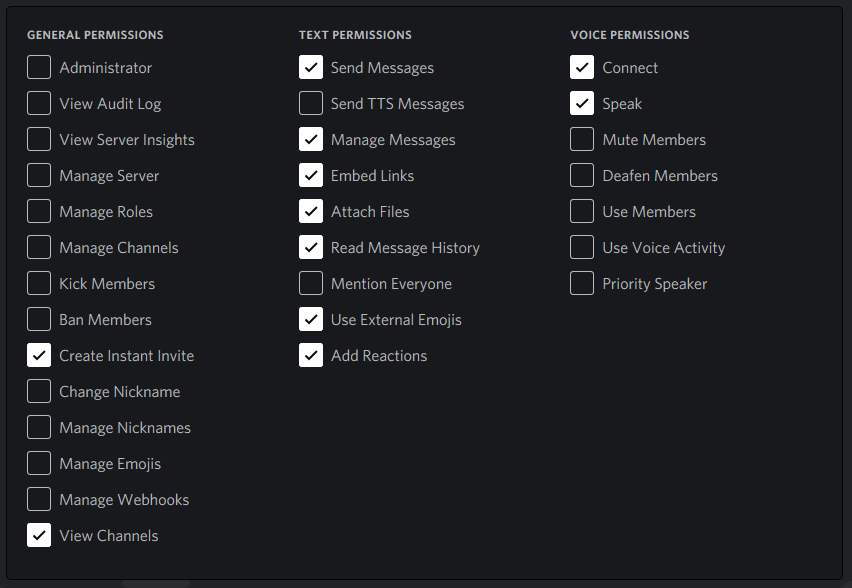 GENERAL PERMISSIONS
Administrator
View Audit Log
View Server Insights
Manage Server
Manage Roles
Manage Channels
Kick Members
Ban Members
Create Instant Invite
Change Nickname
Manage Nicknames
Manage Emojis
Manage Webhooks
View Channels
TEXT PERMISSIONS
Send Messages
Send TTS Messages
Manage Messages
Embed Links
Attach Files
Read Message History
Mention Everyone
Use External Emojis
Add Reactions
VOICE PERMISSIONS
Connect
Speak
Mute Members
Deafen Members
Use Members
Use Voice Activity
Priority Speaker